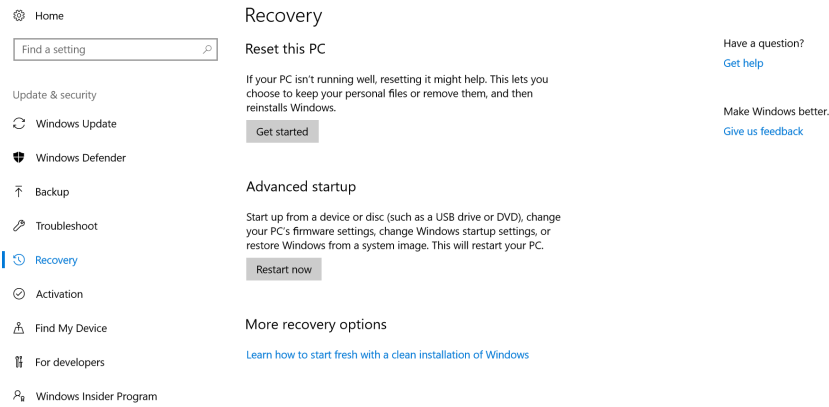 Home
Find a setting
Update & security
Windows Update
Windows Defender
Backup
Troubleshoot
Recovery
Activation
Find My Device
For developers
Windows Insider Program
Recovery
Reset this PC
If your PC isn't running well, resetting it might help. This lets you
choose to keep your personal files or remove them, and then
reinstalls Windows.
Get started
Advanced startup
Start up from a device or disc (such as a USB drive or DVD), change
your PC's firmware settings, change Windows startup settings, or
restore Windows from a system image. This will restart your PC.
Restart now
More recovery options
Learn how to start fresh with a clean installation of Windows
Have a question?
Get help
Make Windows better.
Give us feedback